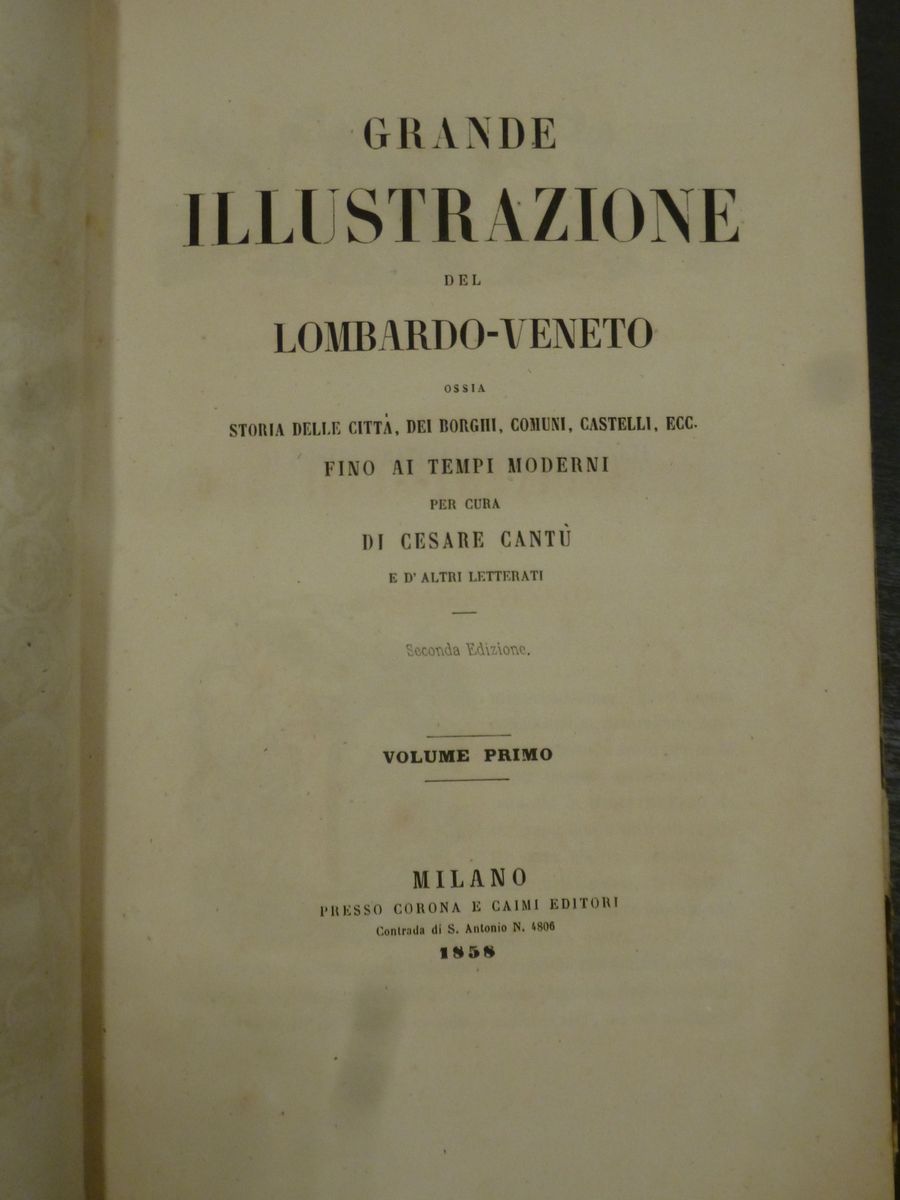 GRANDE
ILLUSTRAZIONE
DEL
LOMBARDO-VENETO
OSSIA
STORIA DELLE CITTÀ, DEI BORGHI, COMUNI, CASTELLI, ECC.
FINO AI TEMPI MODERNI
PER CURA
DI CESARE CANTÙ
E D' ALTRI LETTERATI
Seconda Edizione.
VOLUME PRIMO
MILANO
PRESSO CORONA E CAIMI EDITORI
Contrada di S. Antonio N. 4806
1858